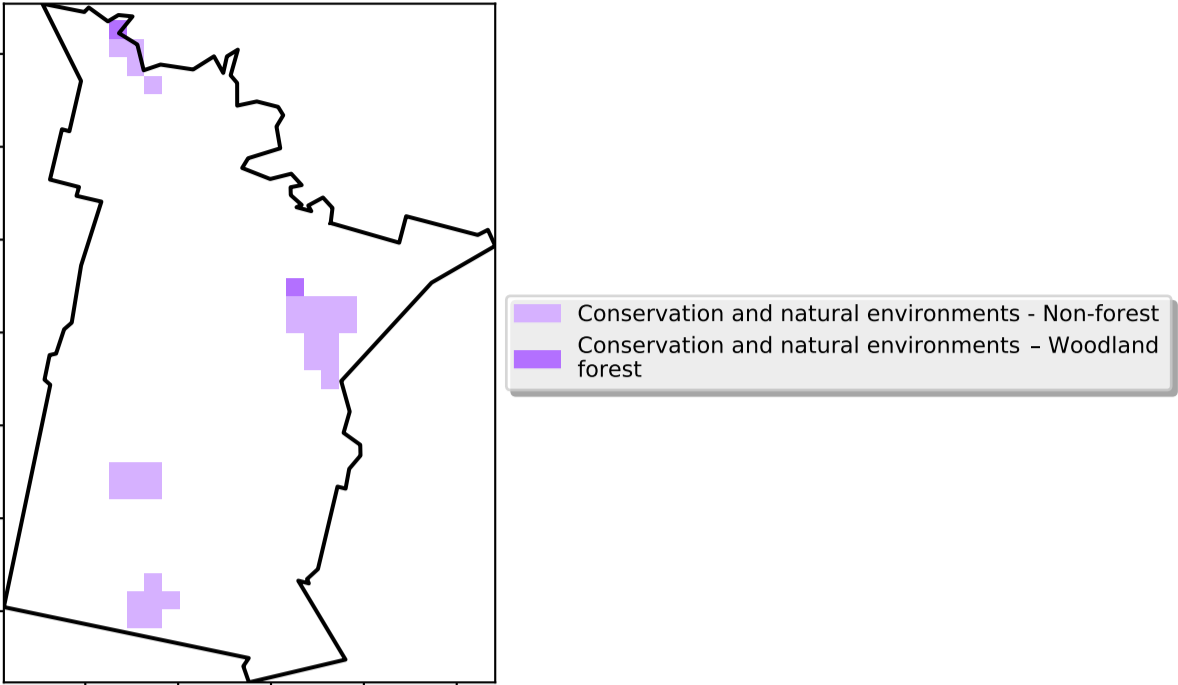 Conservation and natural environments - Non-forest
Conservation and natural environments – Woodland
forest